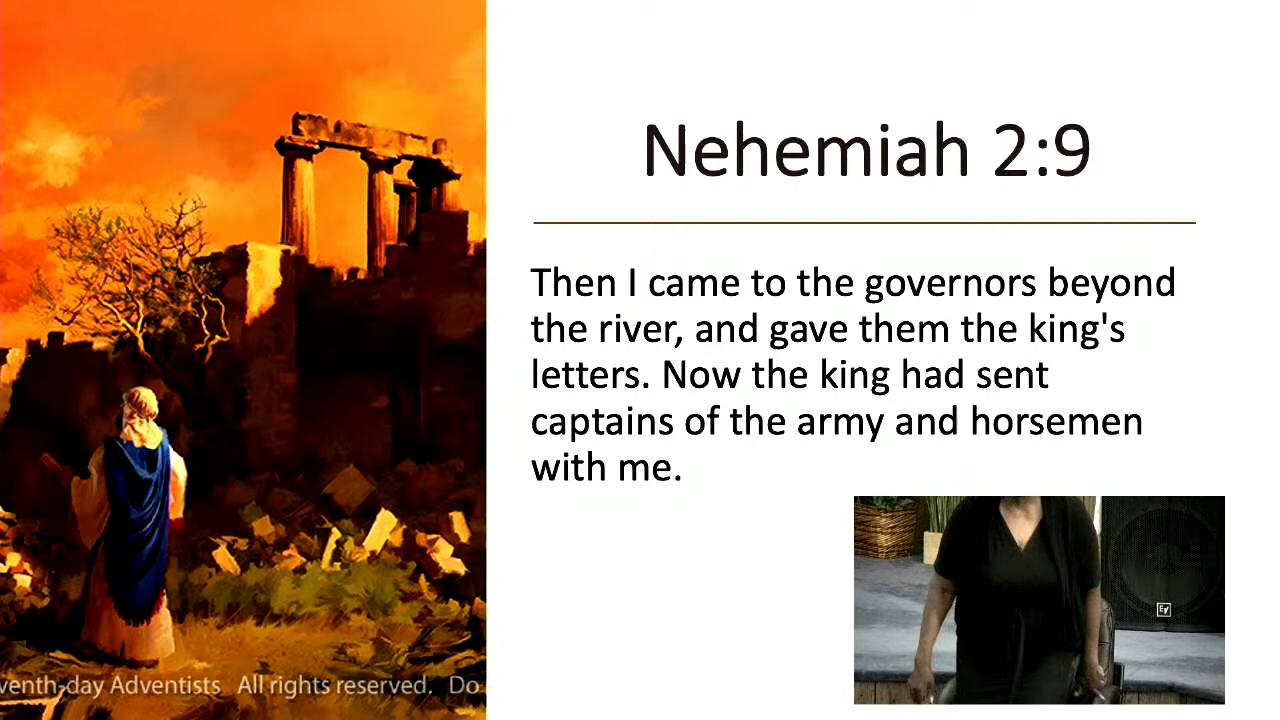 Nehemiah 2:9
Then I came to the governors beyond
the river, and gave them the king's
letters. Now the king had sent
captains of the army and horsemen
with me.
venth-day Adventists All rights reserved. Do
EV